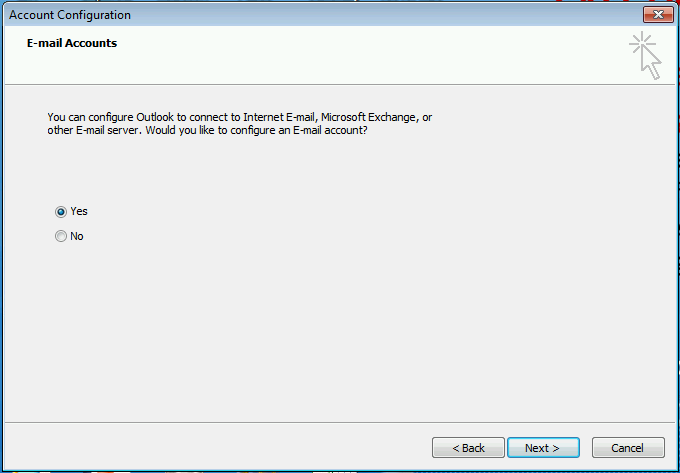 Account Configuration
E-mail Accounts
You can configure Outlook to connect to Internet E-mail, Microsoft Exchange, or
other E-mail server. Would you like to configure an E-mail account?
Yes
No
< Back Next > Cancel